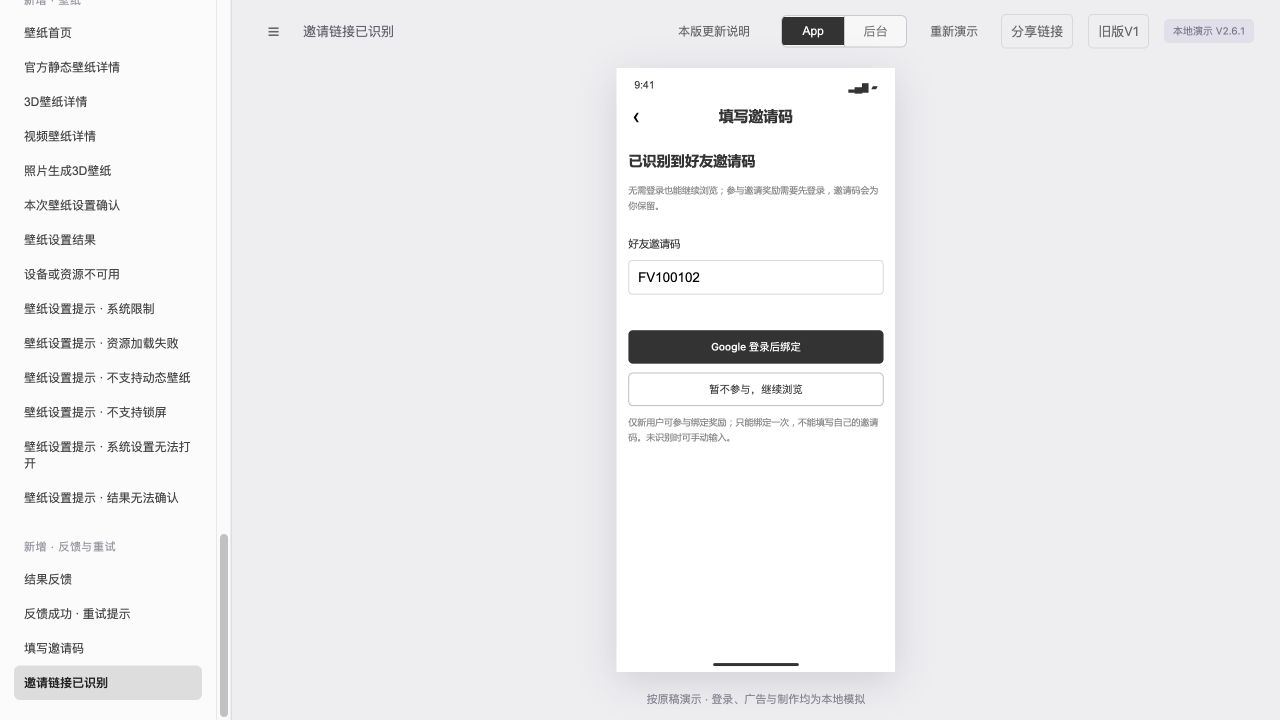 新增 · 壁纸
壁纸首页
官方静态壁纸详情
3D壁纸详情
视频壁纸详情
照片生成3D壁纸
本次壁纸设置确认
壁纸设置结果
设备或资源不可用
壁纸设置提示 · 系统限制
壁纸设置提示 · 资源加载失败
壁纸设置提示 · 不支持动态壁纸
壁纸设置提示 · 不支持锁屏
壁纸设置提示 · 系统设置无法打
开
壁纸设置提示 · 结果无法确认
新增 · 反馈与重试
结果反馈
反馈成功 · 重试提示
填写邀请码
邀请链接已识别
≡ 邀请链接已识别 本版更新说明 App 后台 重新演示 分享链接 旧版V1 本地演示 V2.6.1
9:41
填写邀请码
已识别到好友邀请码
无需登录也能继续浏览；参与邀请奖励需要先登录，邀请码会为
你保留。
好友邀请码
FV100102
Google 登录后绑定
暂不参与，继续浏览
仅新用户可参与绑定奖励；只能绑定一次，不能填写自己的邀请
码。未识别时可手动输入。
按原稿演示 · 登录、广告与制作均为本地模拟